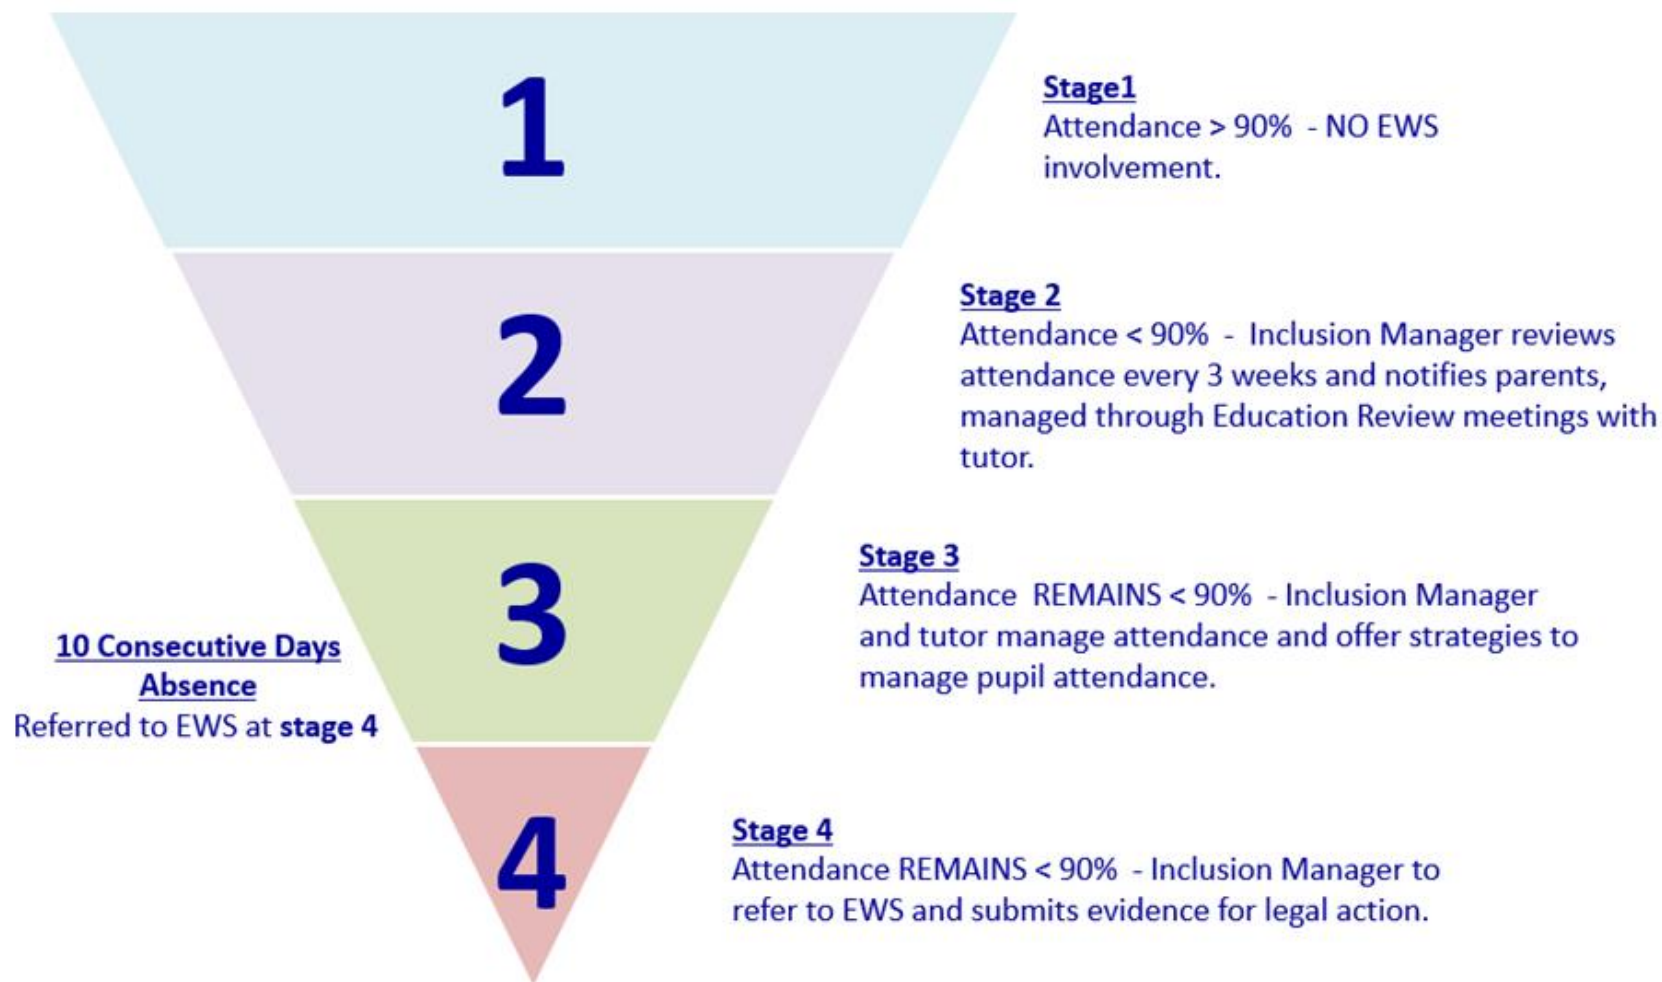 1
Stage1
Attendance > 90% - NO EWS
involvement.
2
Stage 2
Attendance < 90% - Inclusion Manager reviews
attendance every 3 weeks and notifies parents,
managed through Education Review meetings with
tutor.
3
Stage 3
Attendance REMAINS < 90% - Inclusion Manager
and tutor manage attendance and offer strategies to
manage pupil attendance.
10 Consecutive Days
Absence
Referred to EWS at stage 4
4
Stage 4
Attendance REMAINS < 90% - Inclusion Manager to
refer to EWS and submits evidence for legal action.